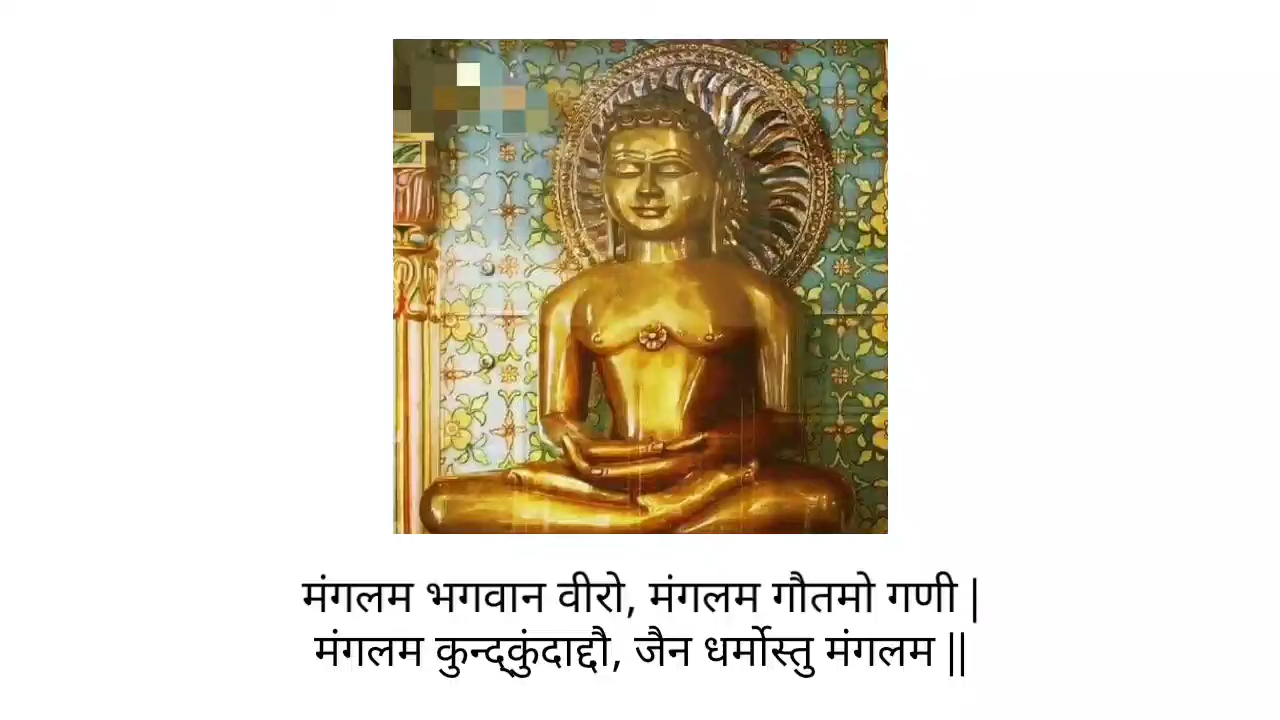 मंगलम भगवान वीरो, मंगलम गौतमो गणी |
मंगलम कुन्द्कुंदाद्दौ, जैन धर्मोस्तु मंगलम ||